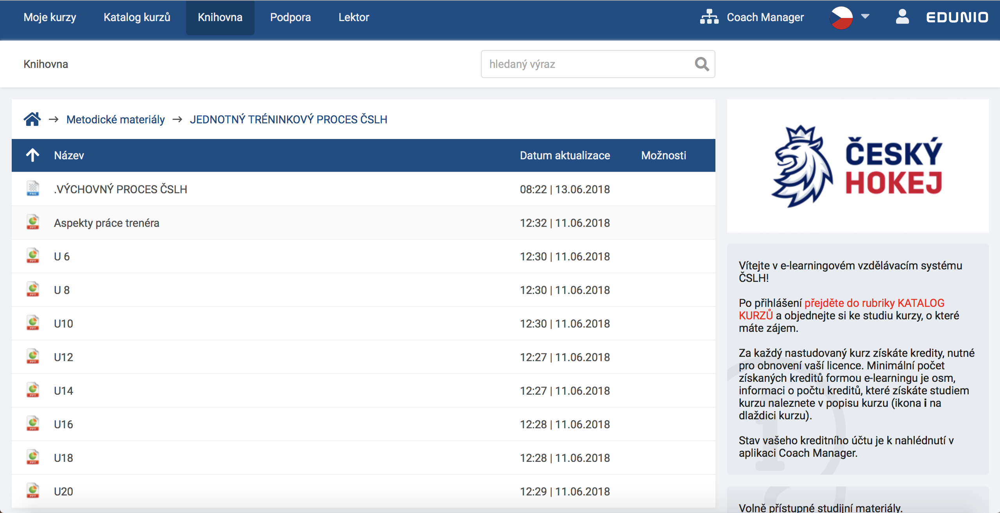 Moje kurzy Katalog kurzů Knihovna Podpora Lektor Coach Manager EDUNIO
Knihovna hledaný výraz
→ Metodické materiály → JEDNOTNÝ TRÉNINKOVÝ PROCES ČSLH
Název Datum aktualizace Možnosti
.VÝCHOVNÝ PROCES ČSLH 08:22 | 13.06.2018
Aspekty práce trenéra 12:32 | 11.06.2018
U 6 12:30 | 11.06.2018
U 8 12:30 | 11.06.2018
U10 12:30 | 11.06.2018
U12 12:27 | 11.06.2018
U14 12:27 | 11.06.2018
U16 12:28 | 11.06.2018
U18 12:28 | 11.06.2018
U20 12:29 | 11.06.2018
ČESKÝ
HOKEJ
Vítejte v e-learningovém vzdělávacím systému
ČSLH!
Po přihlášení přejděte do rubriky KATALOG
KURZŮ a objednejte si ke studiu kurzy, o které
máte zájem.
Za každý nastudovaný kurz získáte kredity, nutné
pro obnovení vaší licence. Minimální počet
získaných kreditů formou e-learningu je osm,
informaci o počtu kreditů, které získáte studiem
kurzu naleznete v popisu kurzu (ikona i na
dlaždici kurzu).
Stav vašeho kreditního účtu je k nahlédnutí v
aplikaci Coach Manager.
Volně přístupné studijní materiály.